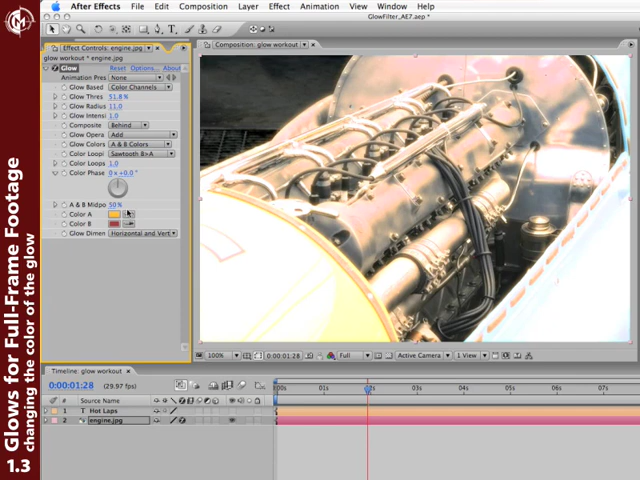 After Effects File Edit Composition Layer Effect Animation View Window Help
GlowFilter_AE7.aep *
Effect Controls: engine.jpg
Composition: glow workout
glow workout * engine.jpg
Glow Reset Options... About
Animation Pres None
Glow Based Color Channels
Glow Thres 51.8%
Glow Radius 11.0
Glow Intensi 1.0
Composite Behind
Glow Opera Add
Glow Colors A & B Colors
Color Loopi Sawtooth B>A
Color Loops 1.0
Color Phase 0 x +0.0 °
A & B Midpo 50%
Color A
Color B
Glow Dimen Horizontal and Vert
100% 0:00:01:28 Full Active Camera 1 View
Timeline: glow workout
0:00:01:28 (29.97 fps)
:00s 01s 02s 03s 04s 05s 06s 07s
# Source Name
1 T Hot Laps
2 engine.jpg
Glows for Full-Frame Footage
changing the color of the glow
1.3